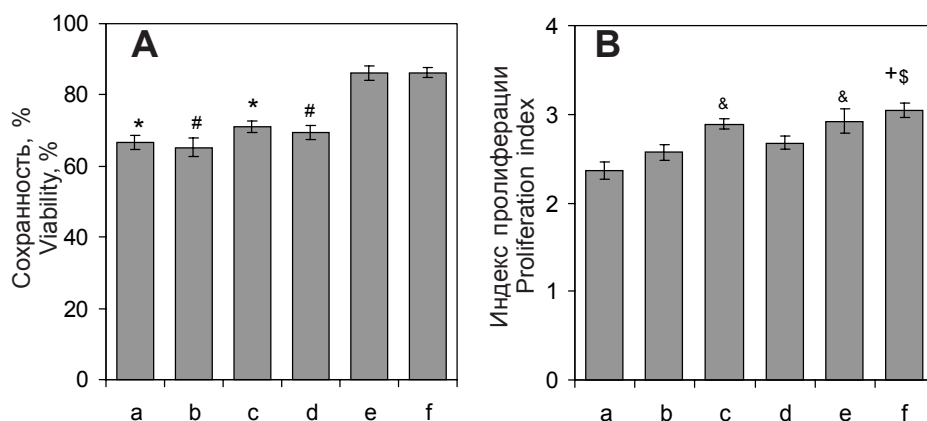 A
Сохранность, %
Viability, %
100
80
60
40
20
0
* # * #
a b c d e f
B
Индекс пролиферации
Proliferation index
4
3
2
1
0
& & +$
a b c d e f